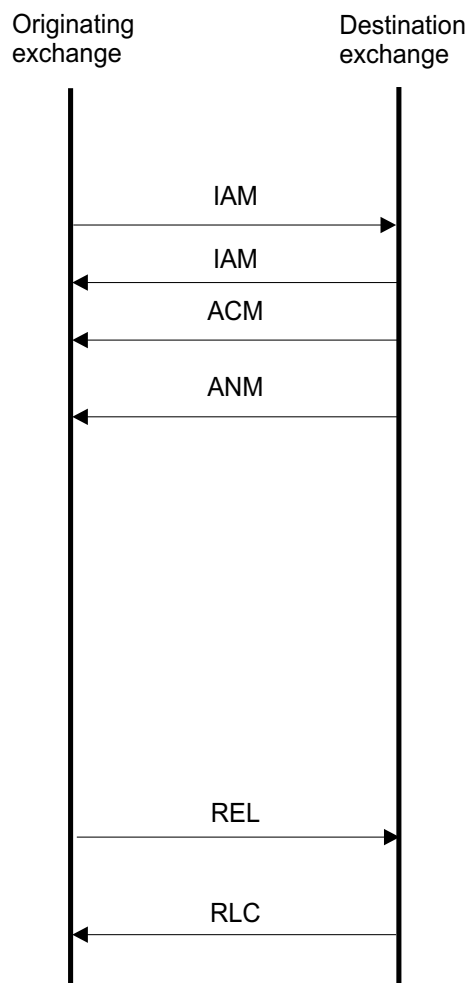 Originating
exchange
Destination
exchange
IAM
IAM
ACM
ANM
REL
RLC